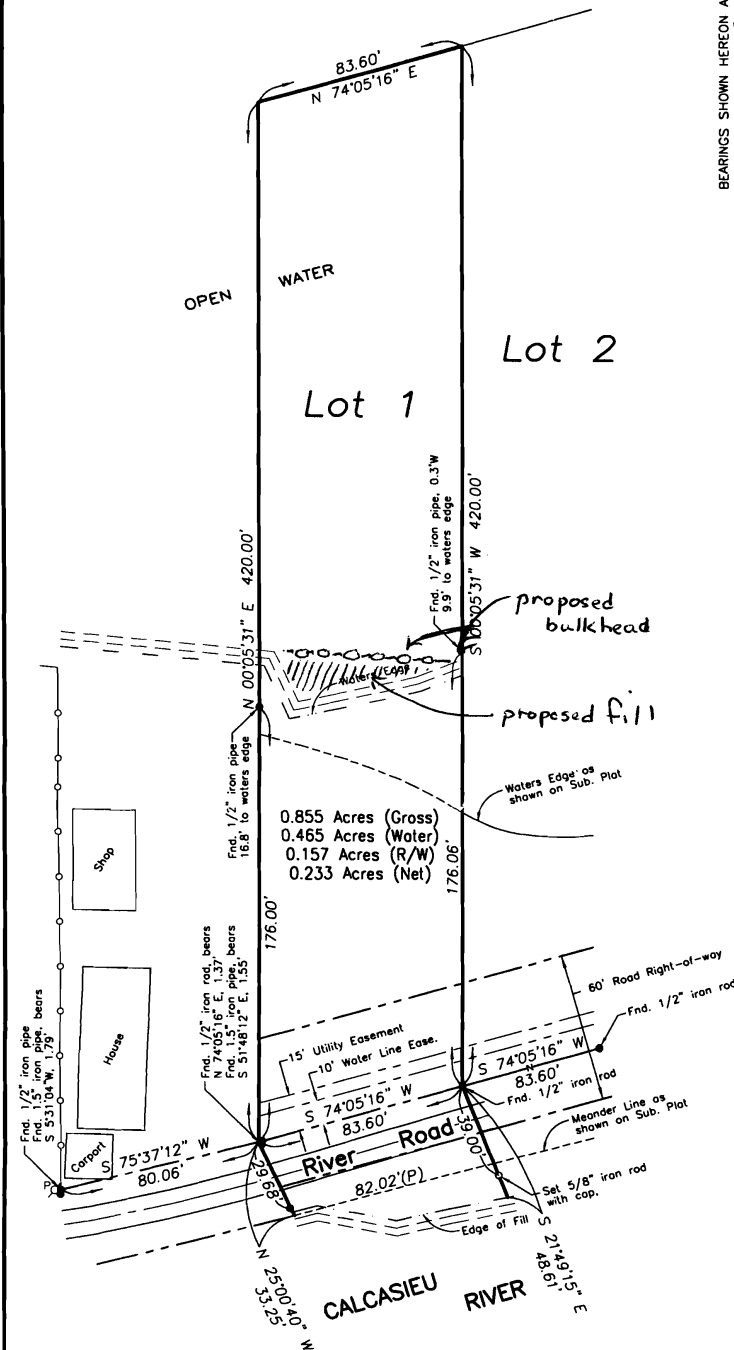 BEARINGS SHOWN HEREON A
83.60'
N 74°05'16" E
OPEN WATER
Lot 1
Lot 2
N 00°05'31" E 420.00'
S 00°05'31" W 420.00'
Fnd. 1/2" iron pipe, 0.3'W
9.9' to waters edge
proposed
bulkhead
Waters Edge
proposed fill
Fnd. 1/2" iron pipe
16.8' to waters edge
Waters Edge as
shown on Sub. Plat
0.855 Acres (Gross)
0.465 Acres (Water)
0.157 Acres (R/W)
0.233 Acres (Net)
Shop
176.00'
176.06'
House
Carport
Fnd. 1/2" iron pipe
Fnd. 1.5" iron pipe, bears
S 5°31'04"W, 1.79'
Fnd. 1/2" iron rod, bears
N 74°05'16" E, 1.37'
Fnd. 1.5" iron pipe, bears
S 51°48'12" E, 1.55'
60' Road Right-of-way
Fnd. 1/2" iron rod
15' Utility Easement
10' Water Line Ease.
S 74°05'16" W
83.60'
Fnd. 1/2" iron rod
S 74°05'16" W
83.60'
S 75°37'12" W
80.06'
P
River Road
Meander Line as
shown on Sub. Plat
29.68'
39.00'
82.02'(P)
Set 5/8" iron rod
with cap.
Edge of Fill
N 25°00'40" W
33.25'
S 21°49'15" E
48.61'
CALCASIEU RIVER